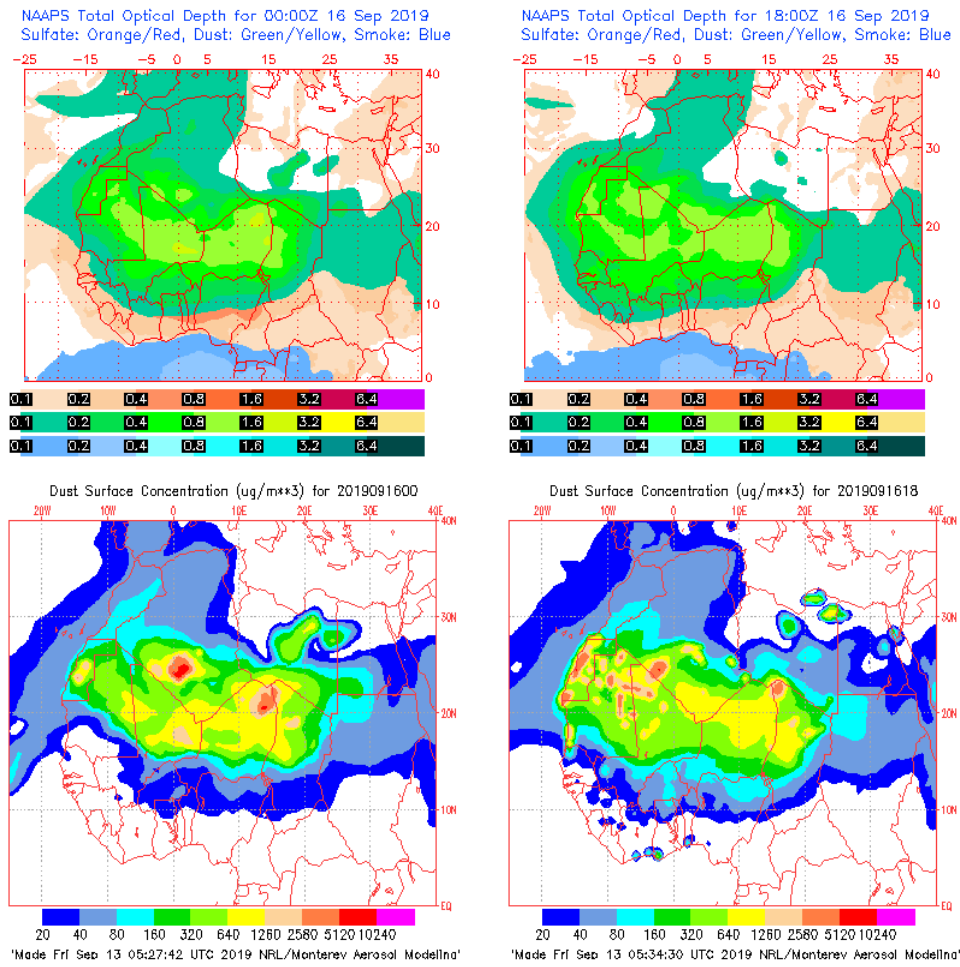 NAAPS Total Optical Depth for 00:00Z 16 Sep 2019
Sulfate: Orange/Red, Dust: Green/Yellow, Smoke: Blue
-25 -15 -5 0 5 15 25 35
40
30
20
10
0
0.1 0.2 0.4 0.8 1.6 3.2 6.4
0.1 0.2 0.4 0.8 1.6 3.2 6.4
0.1 0.2 0.4 0.8 1.6 3.2 6.4
NAAPS Total Optical Depth for 18:00Z 16 Sep 2019
Sulfate: Orange/Red, Dust: Green/Yellow, Smoke: Blue
-25 -15 -5 0 5 15 25 35
40
30
20
10
0
0.1 0.2 0.4 0.8 1.6 3.2 6.4
0.1 0.2 0.4 0.8 1.6 3.2 6.4
0.1 0.2 0.4 0.8 1.6 3.2 6.4
Dust Surface Concentration (ug/m**3) for 2019091600
20W 10W 0 10E 20E 30E 40E
40N
30N
20N
10N
EQ
20 40 80 160 320 640 1260 2580 5120 10240
'Made Fri Sep 13 05:27:42 UTC 2019 NRL/Monterey Aerosol Modeling'
Dust Surface Concentration (ug/m**3) for 2019091618
20W 10W 0 10E 20E 30E 40E
40N
30N
20N
10N
EQ
20 40 80 160 320 640 1260 2580 5120 10240
'Made Fri Sep 13 05:34:30 UTC 2019 NRL/Monterey Aerosol Modeling'